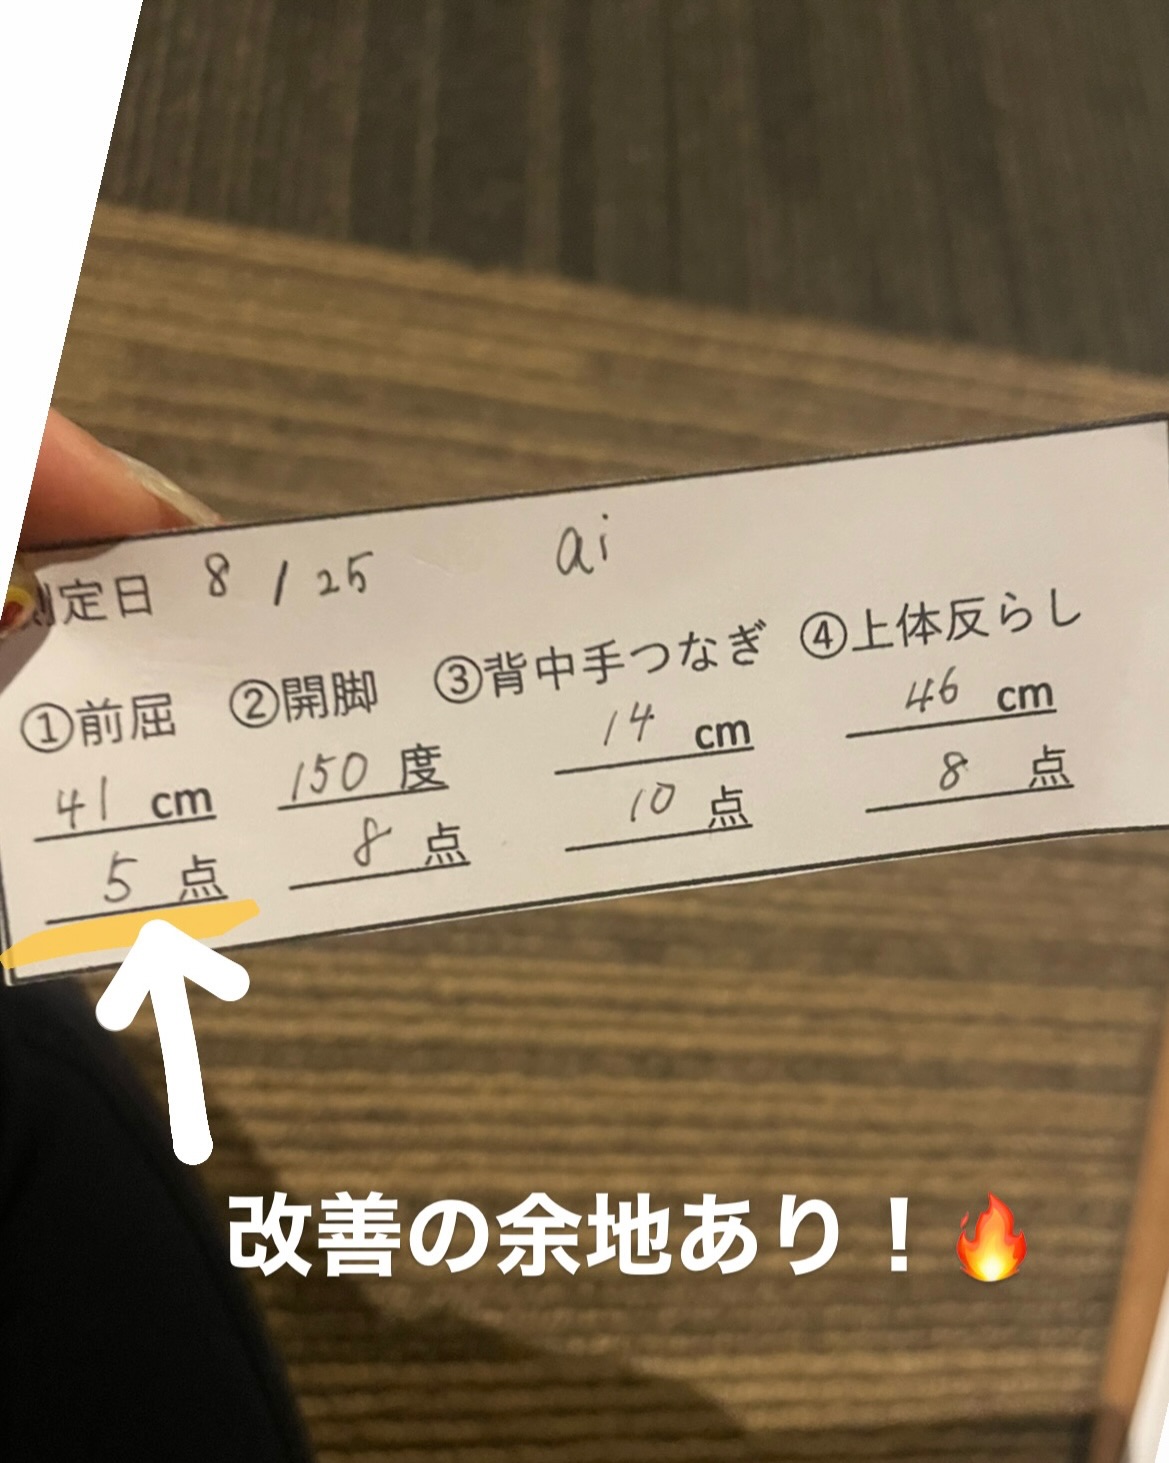 測定日 8 / 25 ai
①前屈 ②開脚 ③背中手つなぎ ④上体反らし
41 cm 150 度 14 cm 46 cm
5 点 8 点 10 点 8 点
改善の余地あり！🔥